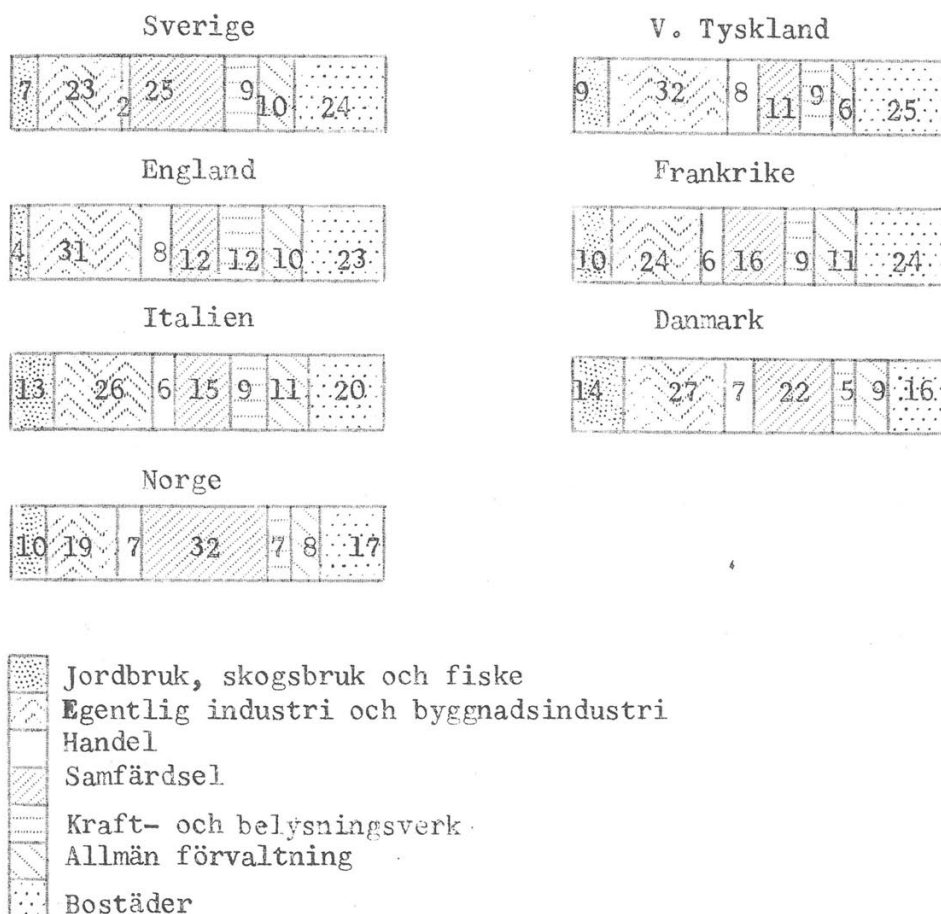 Sverige
7 23 2 25 9 10 24
V. Tyskland
9 32 8 11 9 6 25
England
4 31 8 12 12 10 23
Frankrike
10 24 6 16 9 11 24
Italien
13 26 6 15 9 11 20
Danmark
14 27 7 22 5 9 16
Norge
10 19 7 32 7 8 17
Jordbruk, skogsbruk och fiske
Egentlig industri och byggnadsindustri
Handel
Samfärdsel
Kraft- och belysningsverk
Allmän förvaltning
Bostäder